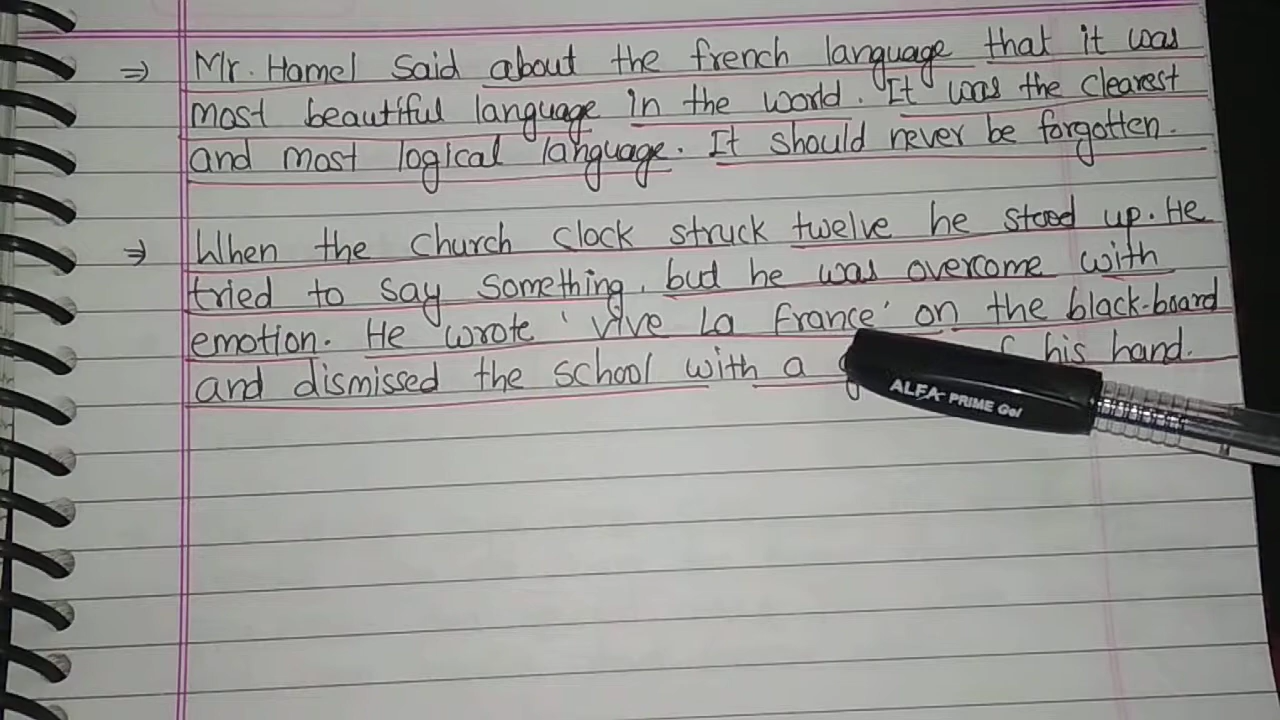 ⇒ Mr. Hamel Said about the french language that it was
most beautiful language in the world. It was the clearest
and most logical language. It should never be forgotten.
⇒ When the church clock struck twelve he stood up. He
tried to say something, but he was overcome with
emotion. He wrote 'Vive La France' on the black-board
and dismissed the school with a his hand.
ALFA PRIME Gel